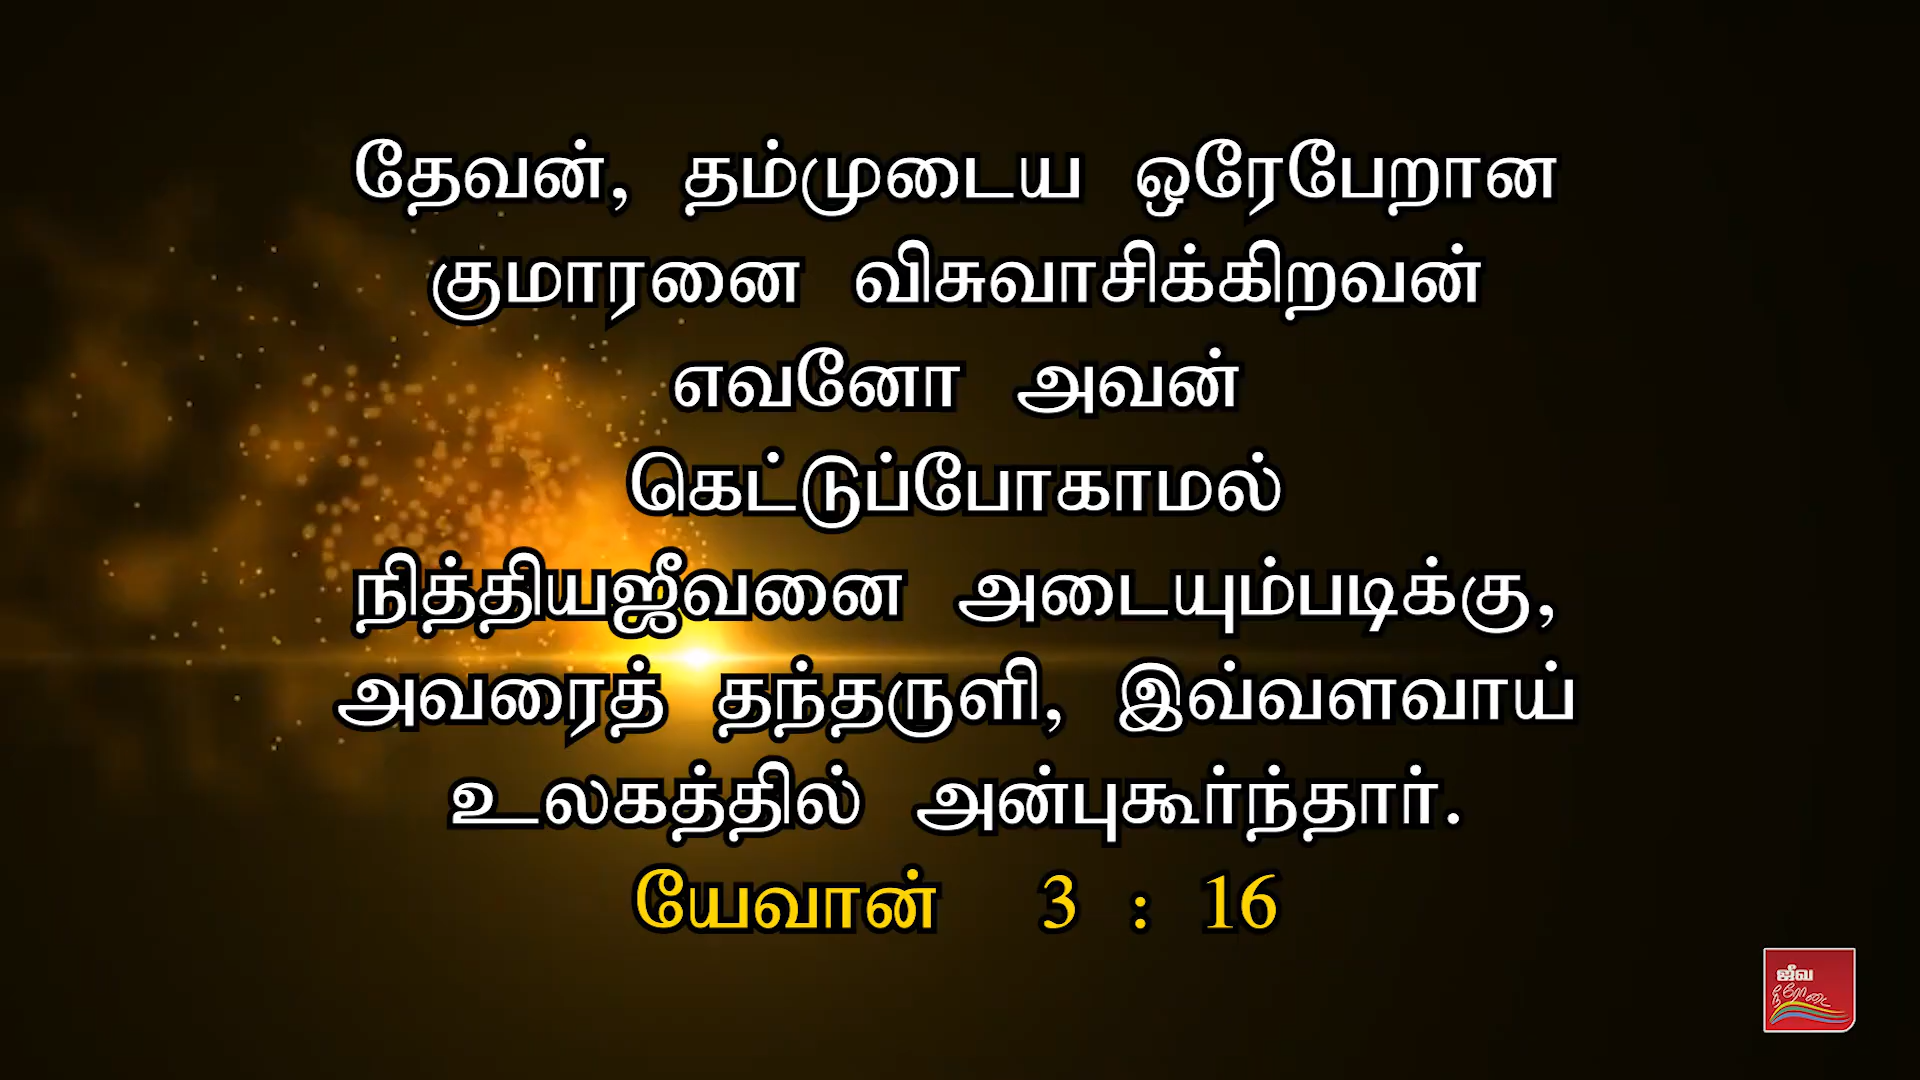 தேவன், தம்முடைய ஒரேபேறான
குமாரனை விசுவாசிக்கிறவன்
எவனோ அவன்
கெட்டுப்போகாமல்
நித்தியஜீவனை அடையும்படிக்கு,
அவரைத் தந்தருளி, இவ்வளவாய்
உலகத்தில் அன்புகூர்ந்தார்.
யேவான் 3 : 16
ஜீவ
நீரோடை